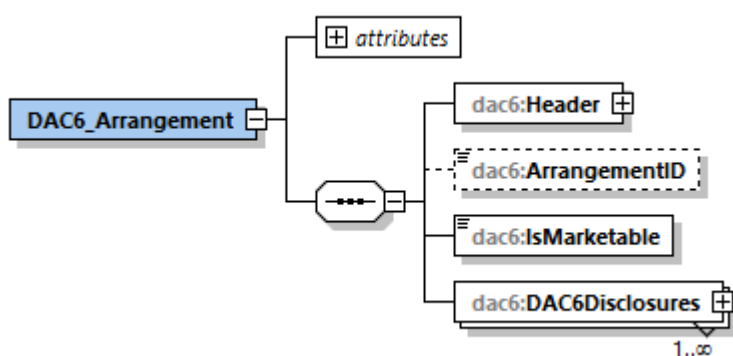 attributes
DAC6_Arrangement
dac6:Header
dac6:ArrangementID
dac6:IsMarketable
dac6:DAC6Disclosures
1..∞